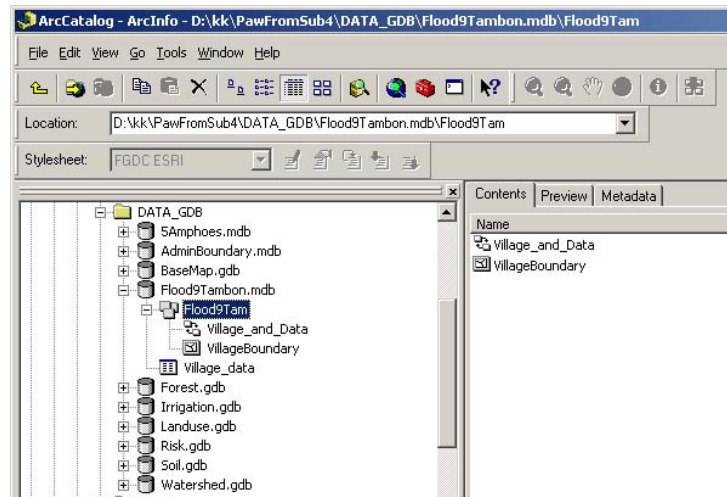 ArcCatalog - ArcInfo - D:\kk\PawFromSub4\DATA_GDB\Flood9Tambon.mdb\Flood9Tam
File Edit View Go Tools Window Help
Location: D:\kk\PawFromSub4\DATA_GDB\Flood9Tambon.mdb\Flood9Tam
Stylesheet: FGDC ESRI
Contents Preview Metadata
Name
Village_and_Data
VillageBoundary
DATA_GDB
5Amphoes.mdb
AdminBoundary.mdb
BaseMap.gdb
Flood9Tambon.mdb
Flood9Tam
Village_and_Data
VillageBoundary
Village_data
Forest.gdb
Irrigation.gdb
Landuse.gdb
Risk.gdb
Soil.gdb
Watershed.gdb